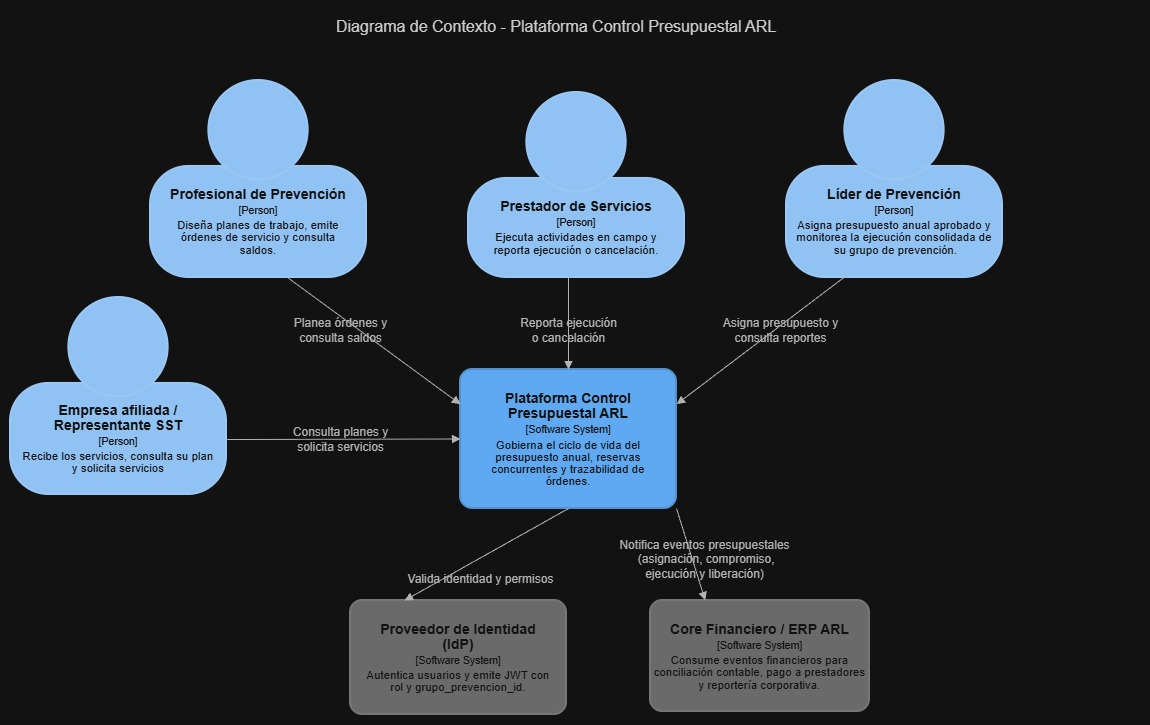 Diagrama de Contexto - Plataforma Control Presupuestal ARL
Profesional de Prevención
[Person]
Diseña planes de trabajo, emite
órdenes de servicio y consulta
saldos.
Prestador de Servicios
[Person]
Ejecuta actividades en campo y
reporta ejecución o cancelación.
Líder de Prevención
[Person]
Asigna presupuesto anual aprobado y
monitorea la ejecución consolidada de
su grupo de prevención.
Planea órdenes y
consulta saldos
Reporta ejecución
o cancelación
Asigna presupuesto y
consulta reportes
Empresa afiliada /
Representante SST
[Person]
Recibe los servicios, consulta su plan
y solicita servicios
Consulta planes y
solicita servicios
Plataforma Control
Presupuestal ARL
[Software System]
Gobierna el ciclo de vida del
presupuesto anual, reservas
concurrentes y trazabilidad de
órdenes.
Valida identidad y permisos
Notifica eventos presupuestales
(asignación, compromiso,
ejecución y liberación)
Proveedor de Identidad
(IdP)
[Software System]
Autentica usuarios y emite JWT con
rol y grupo_prevencion_id.
Core Financiero / ERP ARL
[Software System]
Consume eventos financieros para
conciliación contable, pago a prestadores
y reportería corporativa.